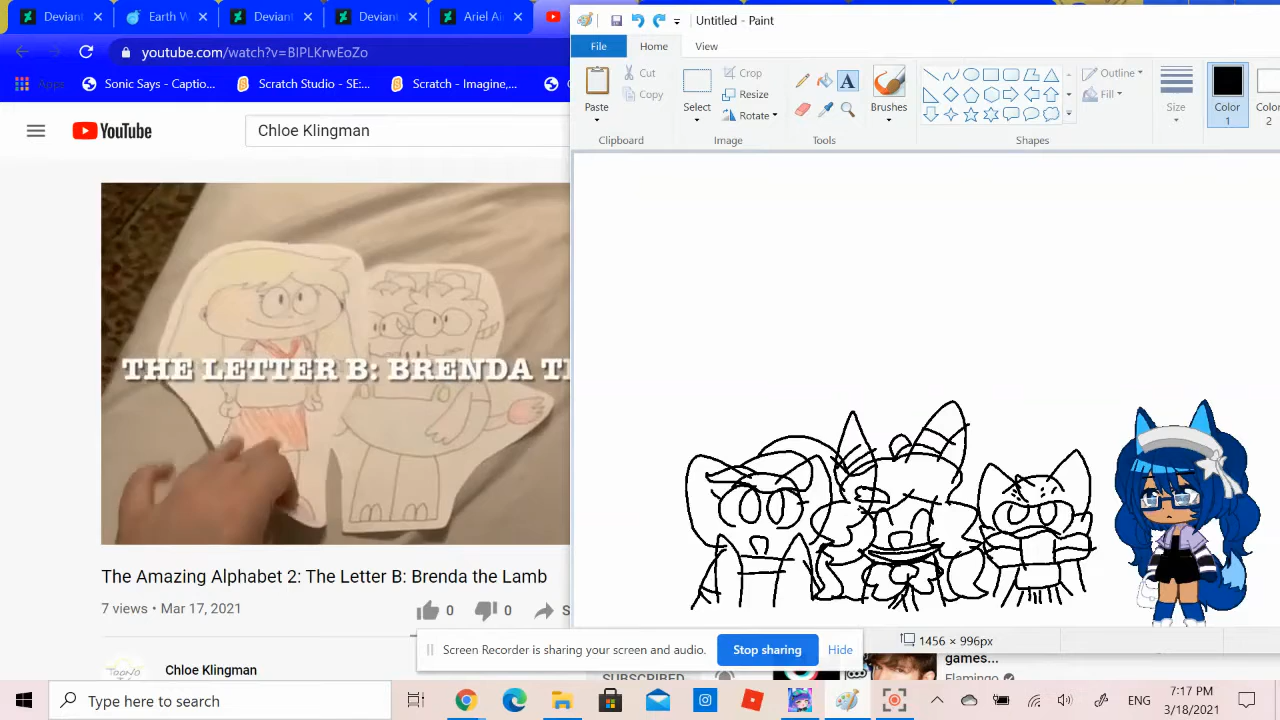 Deviant
Earth W
Deviant
Deviant
Ariel Ai
youtube.com/watch?v=BIPLKrwEoZo
Apps
Sonic Says - Captio...
Scratch Studio - SE:...
Scratch - Imagine,...
YouTube
Chloe Klingman
THE LETTER B: BRENDA T
The Amazing Alphabet 2: The Letter B: Brenda the Lamb
7 views • Mar 17, 2021
0
0
S
Chloe Klingman
Untitled - Paint
File
Home
View
Paste
Cut
Copy
Clipboard
Select
Crop
Resize
Rotate
Image
A
Tools
Brushes
Outline
Fill
Shapes
Size
Color
1
Color
2
1456 × 996px
Screen Recorder is sharing your screen and audio.
Stop sharing
Hide
SUBSCRIBED
games...
Flamingo
Type here to search
ENG
7:17 PM
3/18/2021